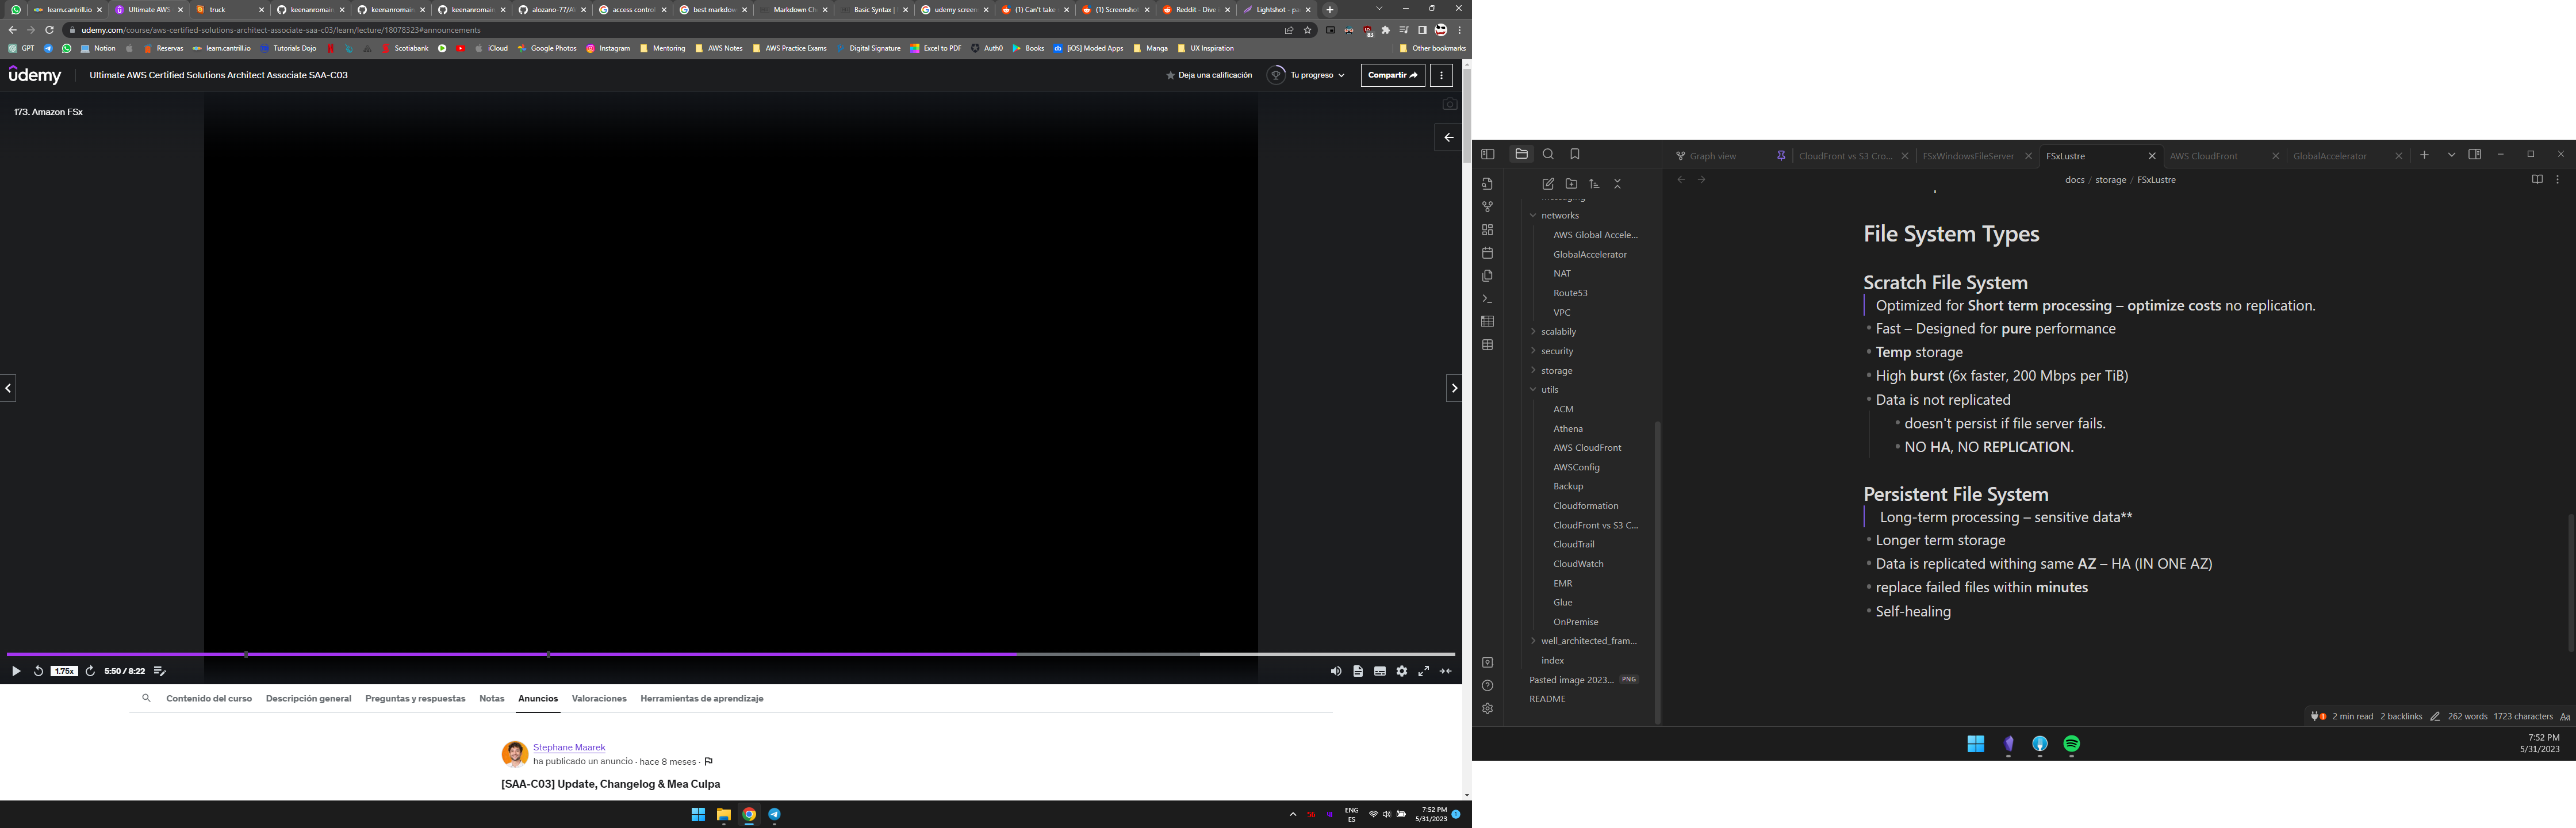 learn.cantrill.io
Ultimate AWS
truck
keenanromain
keenanromain
keenanromain
alozano-77/A
access control
best markdow
Markdown Ch
Basic Syntax |
udemy screen
(1) Can't take
(1) Screenshot
Reddit - Dive
Lightshot - pa
udemy.com/course/aws-certified-solutions-architect-associate-saa-c03/learn/lecture/18078323#announcements
GPT
Notion
Reservas
learn.cantrill.io
Tutorials Dojo
Scotiabank
iCloud
Google Photos
Instagram
Mentoring
AWS Notes
AWS Practice Exams
Digital Signature
Excel to PDF
Auth0
Books
[iOS] Moded Apps
Manga
UX Inspiration
Other bookmarks
udemy
Ultimate AWS Certified Solutions Architect Associate SAA-C03
Deja una calificación
Tu progreso
Compartir
173. Amazon FSx
1.75x
5:50 / 8:22
Contenido del curso
Descripción general
Preguntas y respuestas
Notas
Anuncios
Valoraciones
Herramientas de aprendizaje
Stephane Maarek
ha publicado un anuncio · hace 8 meses ·
[SAA-C03] Update, Changelog & Mea Culpa
ENG
ES
7:52 PM
5/31/2023
Graph view
CloudFront vs S3 Cro...
FSxWindowsFileServer
FSxLustre
AWS CloudFront
GlobalAccelerator
docs / storage / FSxLustre
messaging
networks
AWS Global Accele...
GlobalAccelerator
NAT
Route53
VPC
scalabily
security
storage
utils
ACM
Athena
AWS CloudFront
AWSConfig
Backup
Cloudformation
CloudFront vs S3 C...
CloudTrail
CloudWatch
EMR
Glue
OnPremise
well_architected_fram...
index
Pasted image 2023... PNG
README
File System Types
Scratch File System
Optimized for Short term processing – optimize costs no replication.
• Fast – Designed for pure performance
• Temp storage
• High burst (6x faster, 200 Mbps per TiB)
• Data is not replicated
• doesn't persist if file server fails.
• NO HA, NO REPLICATION.
Persistent File System
Long-term processing – sensitive data**
• Longer term storage
• Data is replicated withing same AZ – HA (IN ONE AZ)
• replace failed files within minutes
• Self-healing
2 min read 2 backlinks 262 words 1723 characters Aa
7:52 PM
5/31/2023